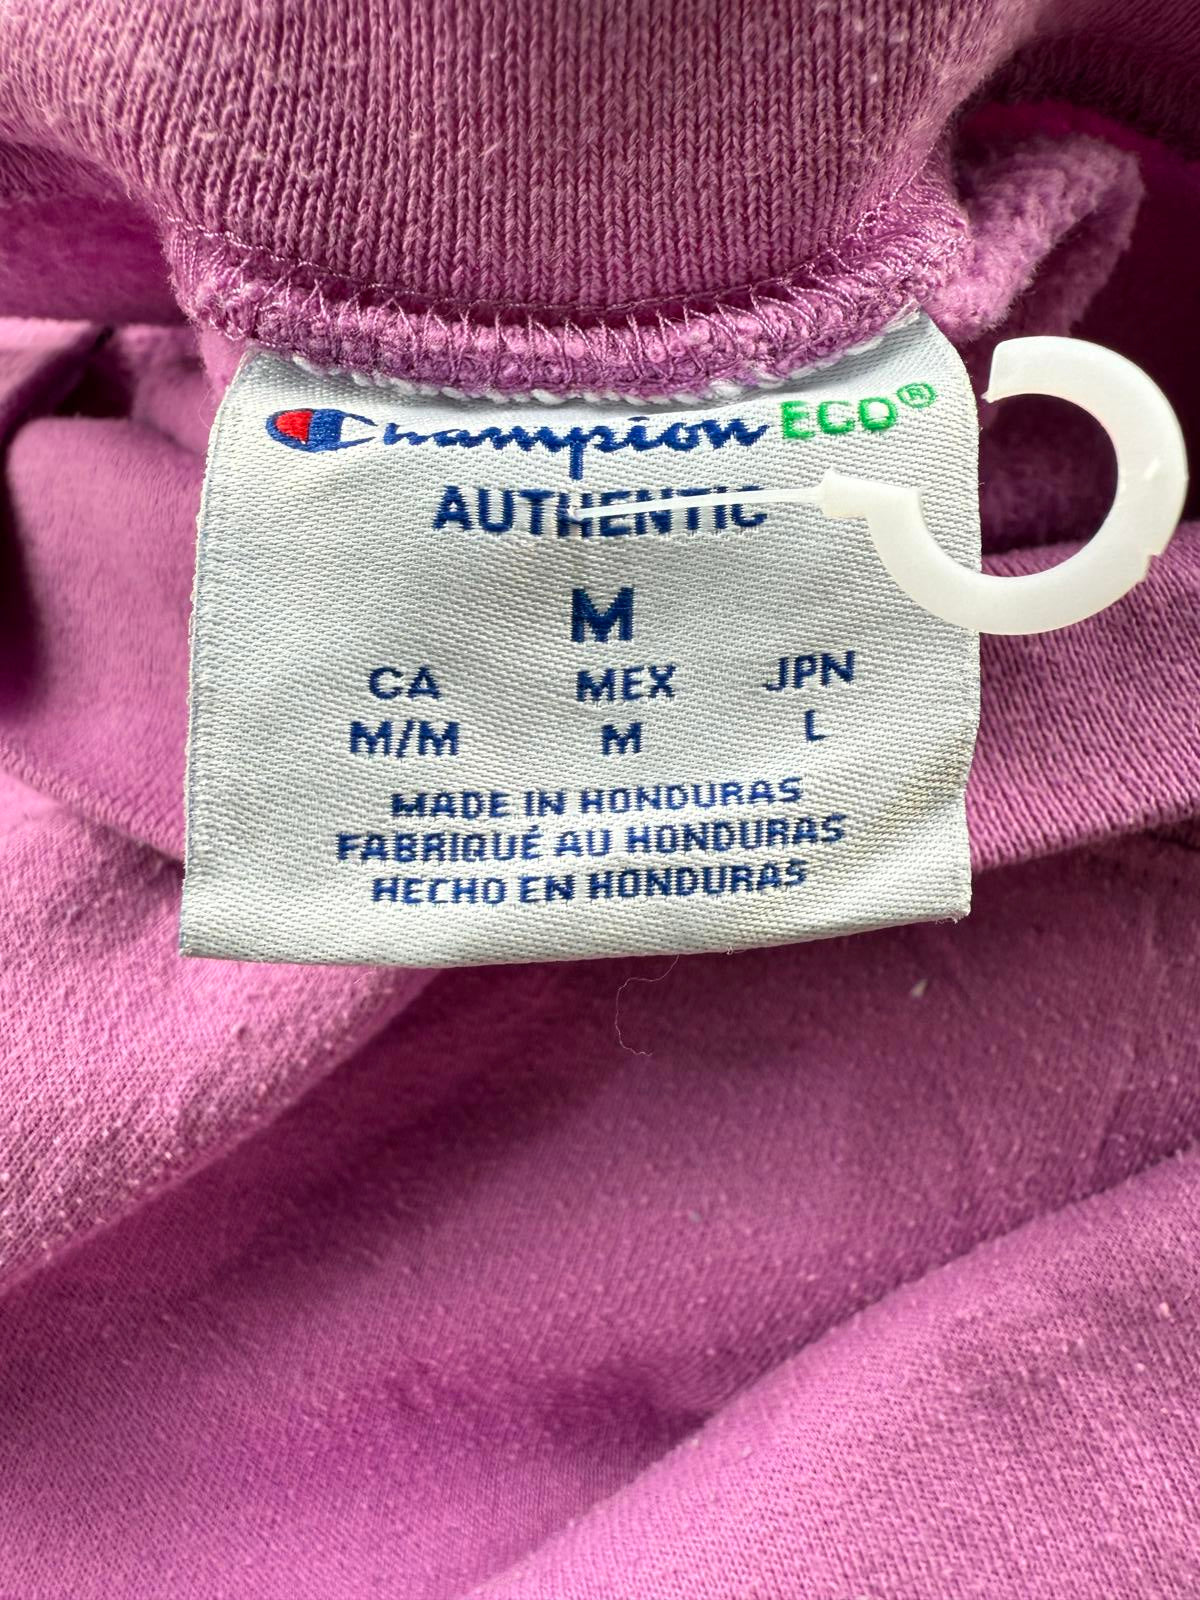 Champion ECO®
AUTHENTIC
M
CA MEX JPN
M/M M L
MADE IN HONDURAS
FABRIQUÉ AU HONDURAS
HECHO EN HONDURAS